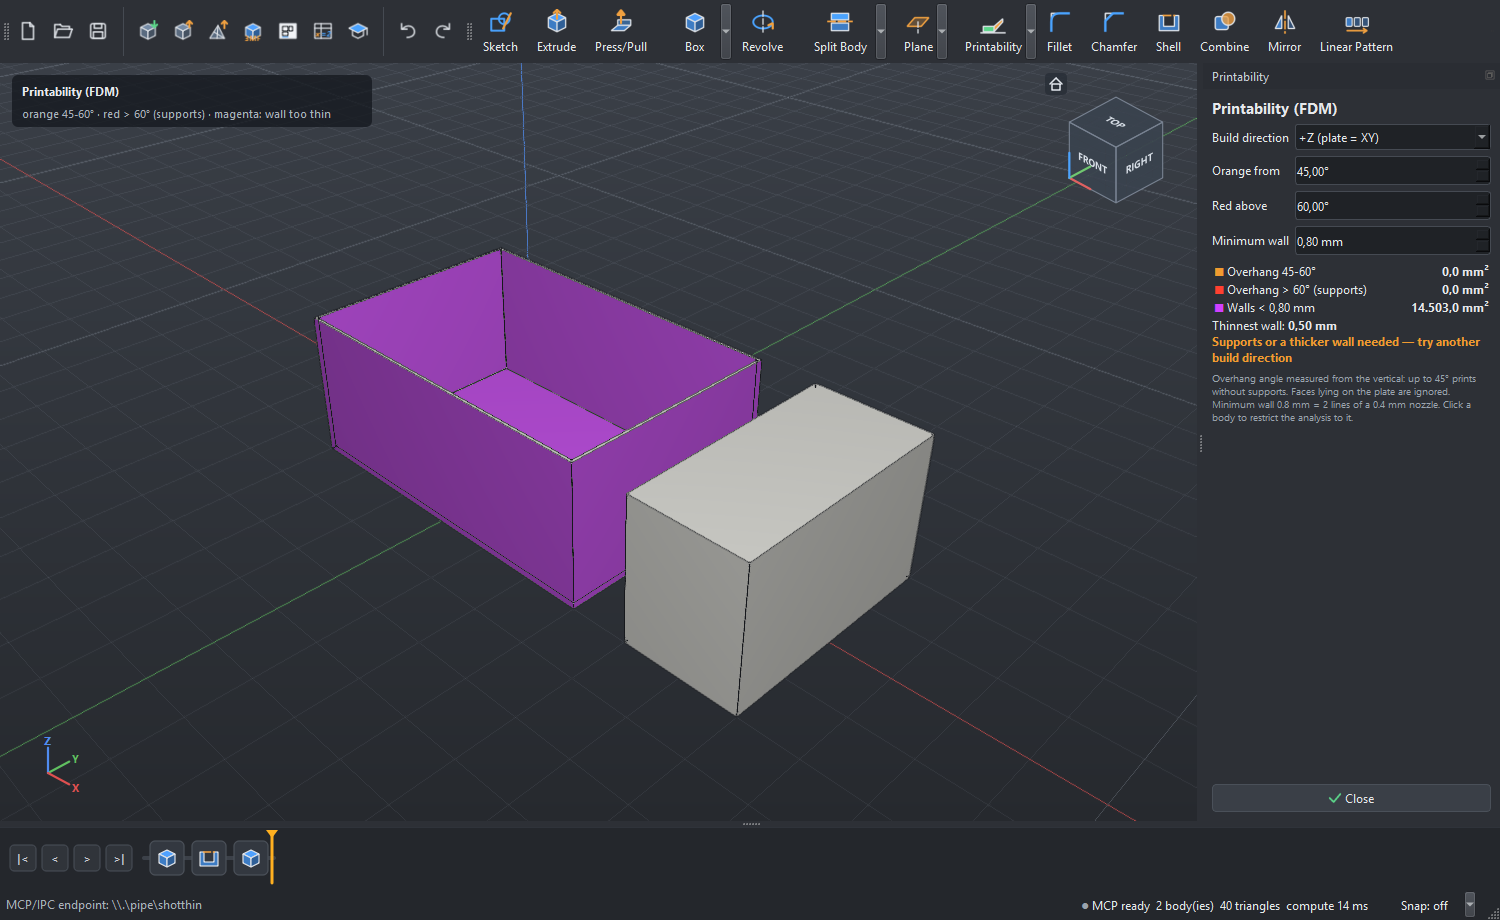 Sketch Extrude Press/Pull Box Revolve Split Body Plane Printability Fillet Chamfer Shell Combine Mirror Linear Pattern
Printability (FDM)
orange 45-60° · red > 60° (supports) · magenta: wall too thin
TOP
FRONT
RIGHT
Z
Y
X
Printability
Printability (FDM)
Build direction +Z (plate = XY)
Orange from 45,00°
Red above 60,00°
Minimum wall 0,80 mm
Overhang 45-60° 0,0 mm²
Overhang > 60° (supports) 0,0 mm²
Walls < 0,80 mm 14.503,0 mm²
Thinnest wall: 0,50 mm
Supports or a thicker wall needed — try another
build direction
Overhang angle measured from the vertical: up to 45° prints
without supports. Faces lying on the plate are ignored.
Minimum wall 0.8 mm = 2 lines of a 0.4 mm nozzle. Click a
body to restrict the analysis to it.
Close
|< < > >|
MCP/IPC endpoint: \\.\pipe\shotthin
MCP ready 2 body(ies) 40 triangles compute 14 ms Snap: off